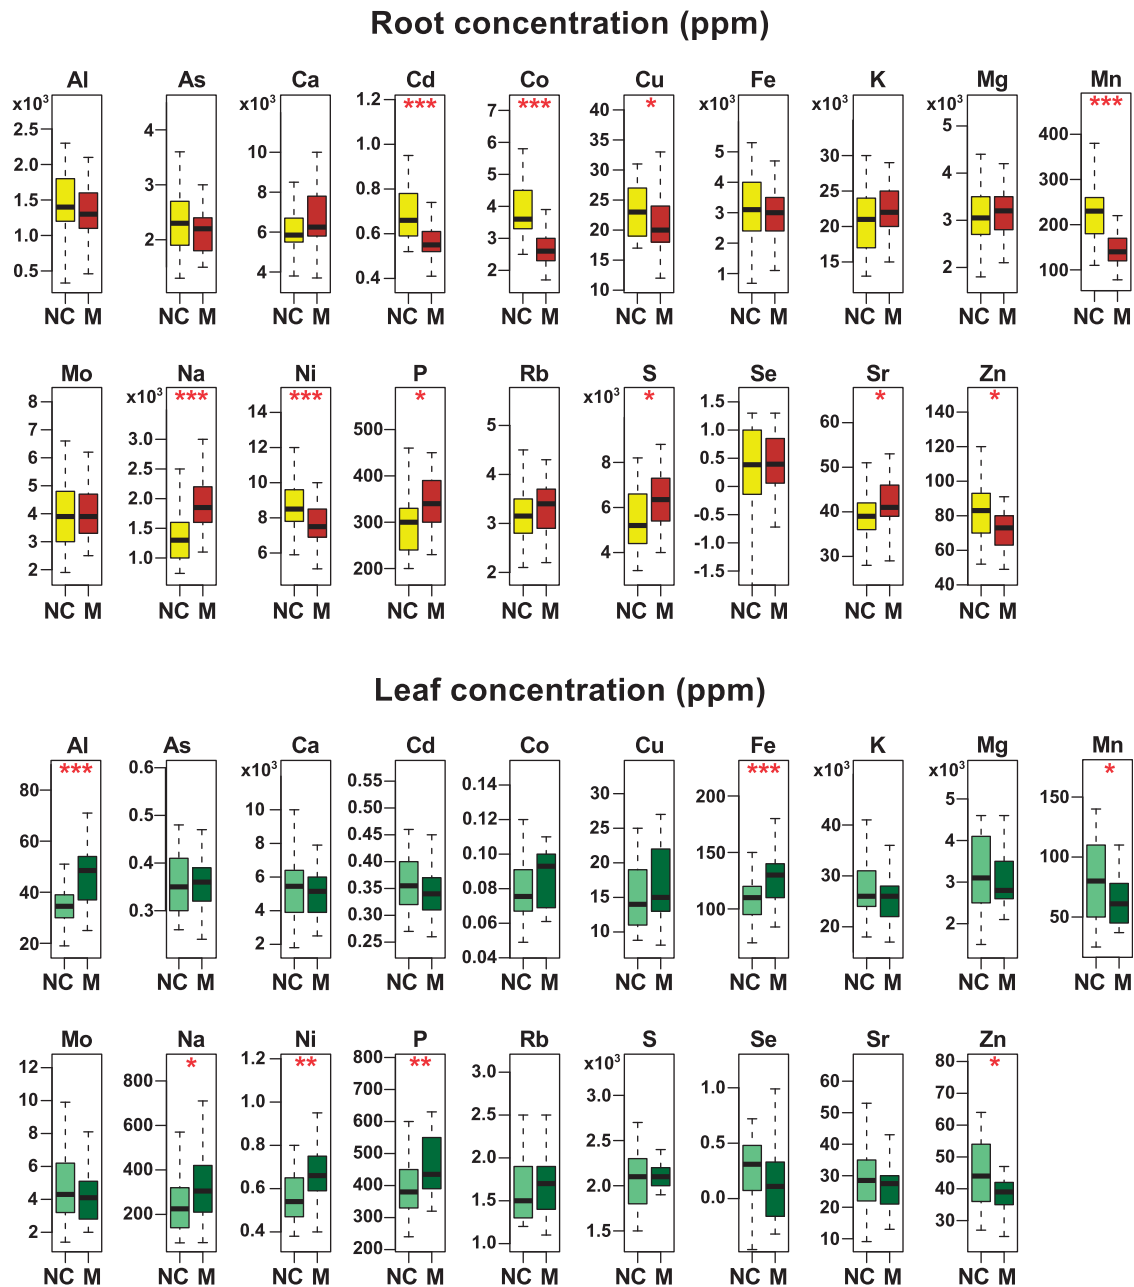 Root concentration (ppm)
Al As Ca Cd Co Cu Fe K Mg Mn
x10³ 2.5 2.0 1.5 1.0 0.5 NC M
4 3 2 NC M
x10³ 10 8 6 4 NC M
1.2 1.0 0.8 0.6 0.4 *** NC M
7 6 5 4 3 2 *** NC M
40 35 30 25 20 15 10 * NC M
x10³ 5 4 3 2 1 NC M
x10³ 30 25 20 15 NC M
x10³ 5 4 3 2 NC M
400 300 200 100 *** NC M
Mo Na Ni P Rb S Se Sr Zn
8 7 6 5 4 3 2 NC M
x10³ 3.0 2.5 2.0 1.5 1.0 *** NC M
14 12 10 8 6 *** NC M
500 400 300 200 * NC M
5 4 3 2 NC M
x10³ 8 6 4 * NC M
1.5 1.0 0.5 0.0 -0.5 -1.0 -1.5 NC M
60 50 40 30 * NC M
140 120 100 80 60 40 * NC M
Leaf concentration (ppm)
Al As Ca Cd Co Cu Fe K Mg Mn
80 60 40 20 *** NC M
0.6 0.5 0.4 0.3 NC M
x10³ 10 8 6 4 2 NC M
0.55 0.50 0.45 0.40 0.35 0.30 0.25 NC M
0.14 0.12 0.10 0.08 0.06 0.04 NC M
30 25 20 15 10 NC M
200 150 100 *** NC M
x10³ 40 30 20 NC M
x10³ 5 4 3 2 NC M
150 100 50 * NC M
Mo Na Ni P Rb S Se Sr Zn
12 10 8 6 4 2 NC M
800 600 400 200 * NC M
1.2 1.0 0.8 0.6 0.4 ** NC M
800 700 600 500 400 300 200 ** NC M
3.0 2.5 2.0 1.5 1.0 NC M
x10³ 3.0 2.5 2.0 1.5 NC M
1.0 0.5 0.0 NC M
60 50 40 30 20 10 NC M
80 70 60 50 40 30 * NC M